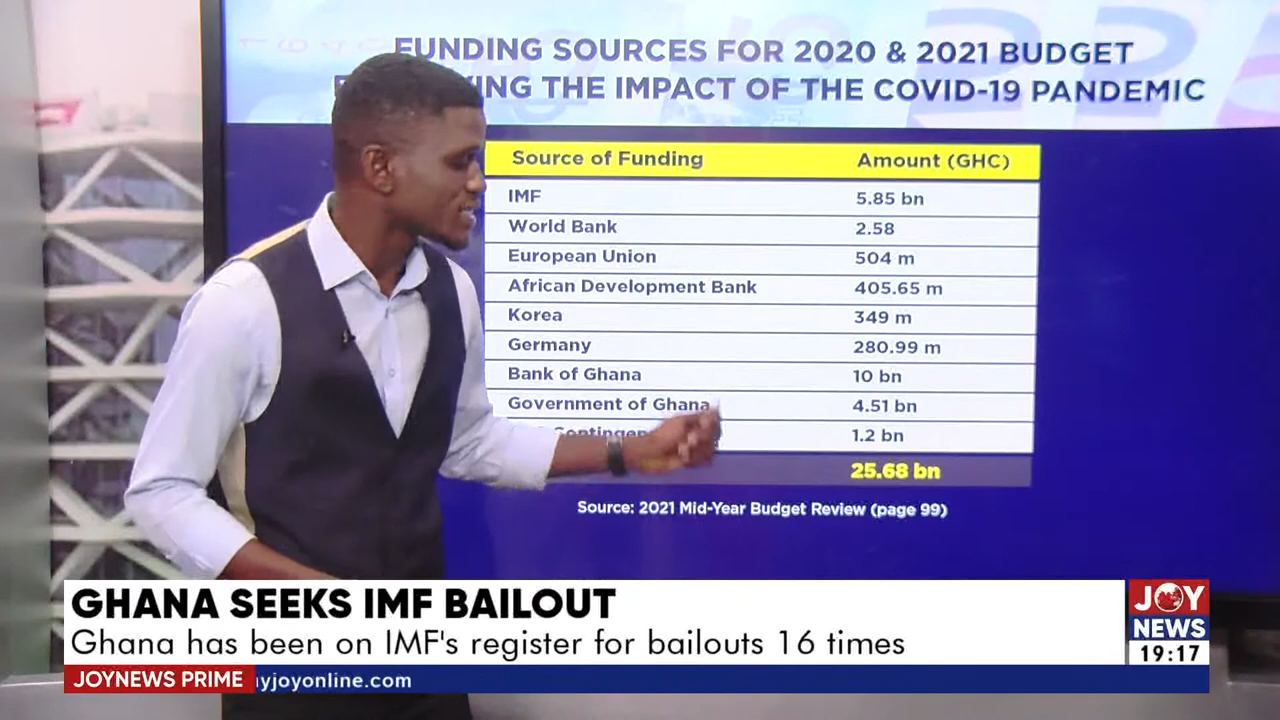 FUNDING SOURCES FOR 2020 & 2021 BUDGET
THE IMPACT OF THE COVID-19 PANDEMIC
Source of Funding Amount (GHC)
IMF 5.85 bn
World Bank 2.58
European Union 504 m
African Development Bank 405.65 m
Korea 349 m
Germany 280.99 m
Bank of Ghana 10 bn
Government of Ghana 4.51 bn
1.2 bn
25.68 bn
Source: 2021 Mid-Year Budget Review (page 99)
GHANA SEEKS IMF BAILOUT
Ghana has been on IMF's register for bailouts 16 times
JOY
NEWS
19:17
JOYNEWS PRIME
yjoyonline.com